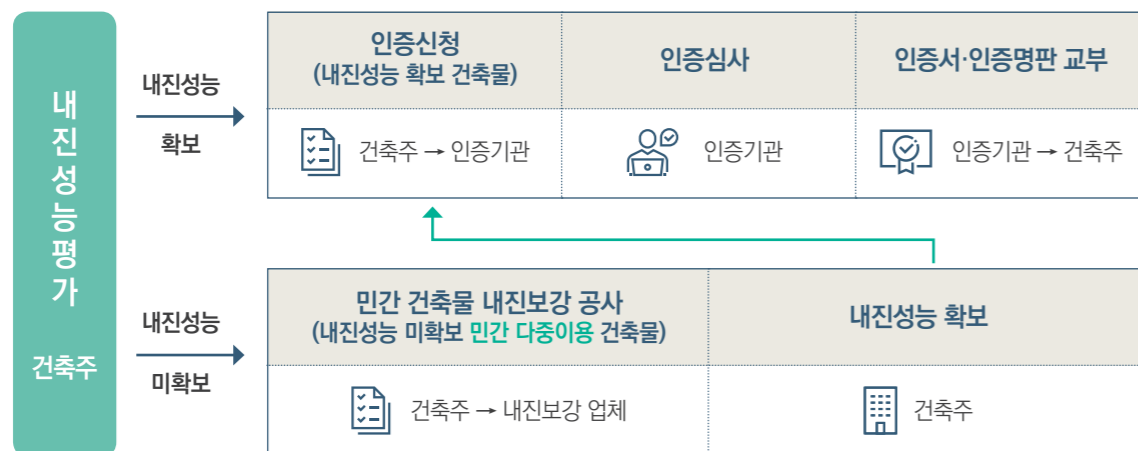 내진성능평가
건축주
내진성능
확보
인증신청
(내진성능 확보 건축물)
인증심사
인증서·인증명판 교부
건축주 → 인증기관
인증기관
인증기관 → 건축주
내진성능
미확보
민간 건축물 내진보강 공사
(내진성능 미확보 민간 다중이용 건축물)
내진성능 확보
건축주 → 내진보강 업체
건축주